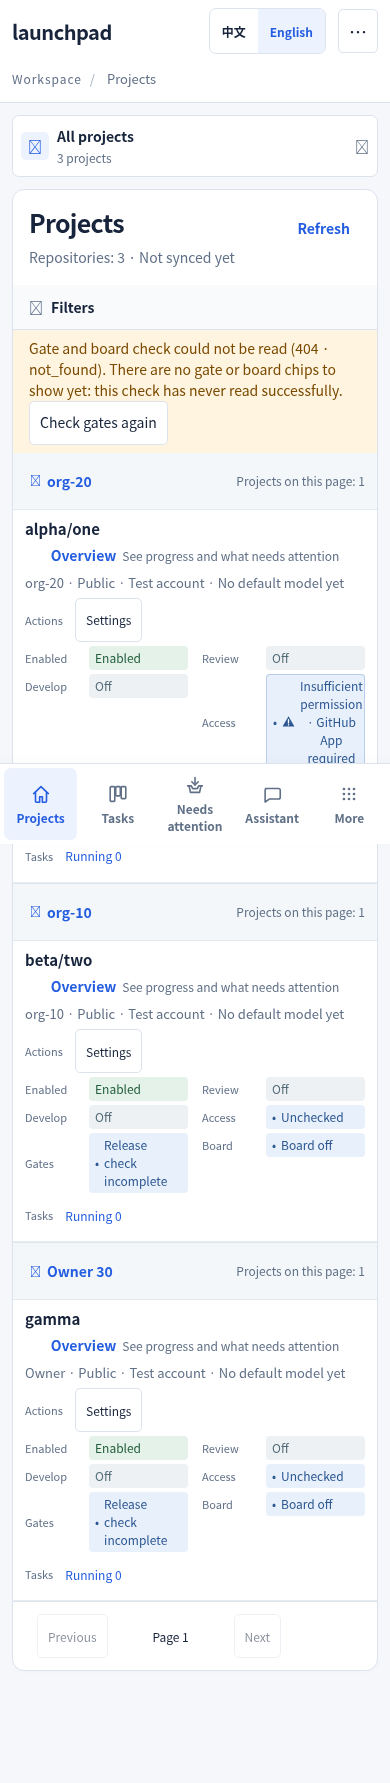 launchpad
中文 English ...
Workspace / Projects
All projects
3 projects
Projects
Refresh
Repositories: 3 · Not synced yet
Filters
Gate and board check could not be read (404 ·
not_found). There are no gate or board chips to
show yet: this check has never read successfully.
Check gates again
org-20 Projects on this page: 1
alpha/one
Overview See progress and what needs attention
org-20 · Public · Test account · No default model yet
Actions Settings
Enabled Enabled Review Off
Develop Off
Access • Insufficient
permission
· GitHub
App
required
Projects Tasks Needs
attention Assistant More
Tasks Running 0
org-10 Projects on this page: 1
beta/two
Overview See progress and what needs attention
org-10 · Public · Test account · No default model yet
Actions Settings
Enabled Enabled Review Off
Develop Off Access • Unchecked
Gates • Release
check
incomplete
Board • Board off
Tasks Running 0
Owner 30 Projects on this page: 1
gamma
Overview See progress and what needs attention
Owner · Public · Test account · No default model yet
Actions Settings
Enabled Enabled Review Off
Develop Off Access • Unchecked
Gates • Release
check
incomplete
Board • Board off
Tasks Running 0
Previous Page 1 Next